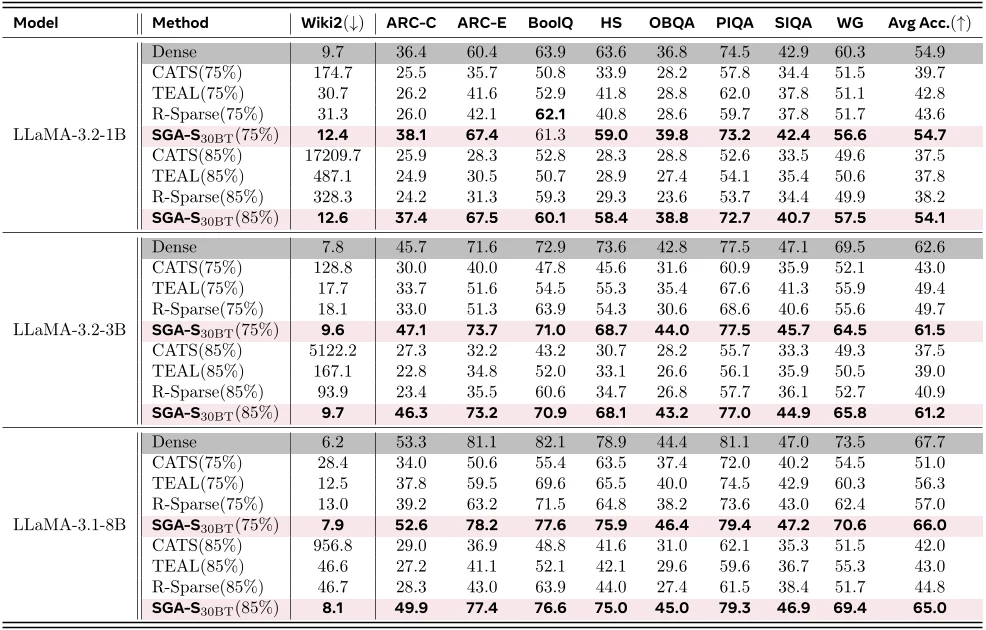 Model Method Wiki2(↓) ARC-C ARC-E BoolQ HS OBQA PIQA SIQA WG Avg Acc.(↑)
Dense 9.7 36.4 60.4 63.9 63.6 36.8 74.5 42.9 60.3 54.9
CATS(75%) 174.7 25.5 35.7 50.8 33.9 28.2 57.8 34.4 51.5 39.7
TEAL(75%) 30.7 26.2 41.6 52.9 41.8 28.8 62.0 37.8 51.1 42.8
R-Sparse(75%) 31.3 26.0 42.1 62.1 40.8 28.6 59.7 37.8 51.7 43.6
LLaMA-3.2-1B SGA-S30BT(75%) 12.4 38.1 67.4 61.3 59.0 39.8 73.2 42.4 56.6 54.7
CATS(85%) 17209.7 25.9 28.3 52.8 28.3 28.8 52.6 33.5 49.6 37.5
TEAL(85%) 487.1 24.9 30.5 50.7 28.9 27.4 54.1 35.4 50.6 37.8
R-Sparse(85%) 328.3 24.2 31.3 59.3 29.3 23.6 53.7 34.4 49.9 38.2
SGA-S30BT(85%) 12.6 37.4 67.5 60.1 58.4 38.8 72.7 40.7 57.5 54.1
Dense 7.8 45.7 71.6 72.9 73.6 42.8 77.5 47.1 69.5 62.6
CATS(75%) 128.8 30.0 40.0 47.8 45.6 31.6 60.9 35.9 52.1 43.0
TEAL(75%) 17.7 33.7 51.6 54.5 55.3 35.4 67.6 41.3 55.9 49.4
R-Sparse(75%) 18.1 33.0 51.3 63.9 54.3 30.6 68.6 40.6 55.6 49.7
LLaMA-3.2-3B SGA-S30BT(75%) 9.6 47.1 73.7 71.0 68.7 44.0 77.5 45.7 64.5 61.5
CATS(85%) 5122.2 27.3 32.2 43.2 30.7 28.2 55.7 33.3 49.3 37.5
TEAL(85%) 167.1 22.8 34.8 52.0 33.1 26.6 56.1 35.9 50.5 39.0
R-Sparse(85%) 93.9 23.4 35.5 60.6 34.7 26.8 57.7 36.1 52.7 40.9
SGA-S30BT(85%) 9.7 46.3 73.2 70.9 68.1 43.2 77.0 44.9 65.8 61.2
Dense 6.2 53.3 81.1 82.1 78.9 44.4 81.1 47.0 73.5 67.7
CATS(75%) 28.4 34.0 50.6 55.4 63.5 37.4 72.0 40.2 54.5 51.0
TEAL(75%) 12.5 37.8 59.5 69.6 65.5 40.0 74.5 42.9 60.3 56.3
R-Sparse(75%) 13.0 39.2 63.2 71.5 64.8 38.2 73.6 43.0 62.4 57.0
LLaMA-3.1-8B SGA-S30BT(75%) 7.9 52.6 78.2 77.6 75.9 46.4 79.4 47.2 70.6 66.0
CATS(85%) 956.8 29.0 36.9 48.8 41.6 31.0 62.1 35.3 51.5 42.0
TEAL(85%) 46.6 27.2 41.1 52.1 42.1 29.6 59.6 36.7 55.3 43.0
R-Sparse(85%) 46.7 28.3 43.0 63.9 44.0 27.4 61.5 38.4 51.7 44.8
SGA-S30BT(85%) 8.1 49.9 77.4 76.6 75.0 45.0 79.3 46.9 69.4 65.0